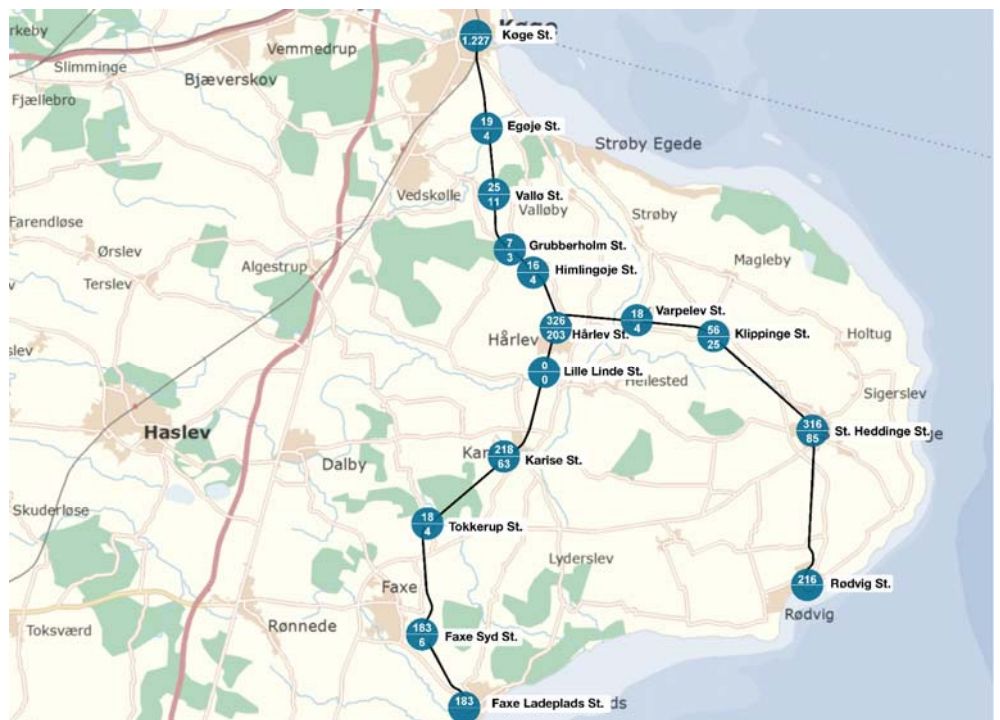 Køge
Køge St.
1.227
rkeby
Vemmedrup
Slimminge
Bjæverskov
Fjællebro
19
4
Egøje St.
Strøby Egede
Vedskølle
25
11
Vallø St.
Valløby
Strøby
Farendløse
Ørslev
7
3
Grubberholm St.
Magleby
Algestrup
16
4
Himlingøje St.
Terslev
326
203
Hårlev St.
Hårlev
18
4
Varpelev St.
56
25
Klippinge St.
Holtug
slev
0
0
Lille Linde St.
Hellested
Sigerslev
Haslev
316
85
St. Heddinge St.
ge
Kar
218
63
Karise St.
Dalby
Skuderløse
18
4
Tokkerup St.
Lyderslev
Faxe
216
Rødvig St.
Rødvig
Toksværd
Rønnede
183
6
Faxe Syd St.
183
Faxe Ladeplads St.
ds